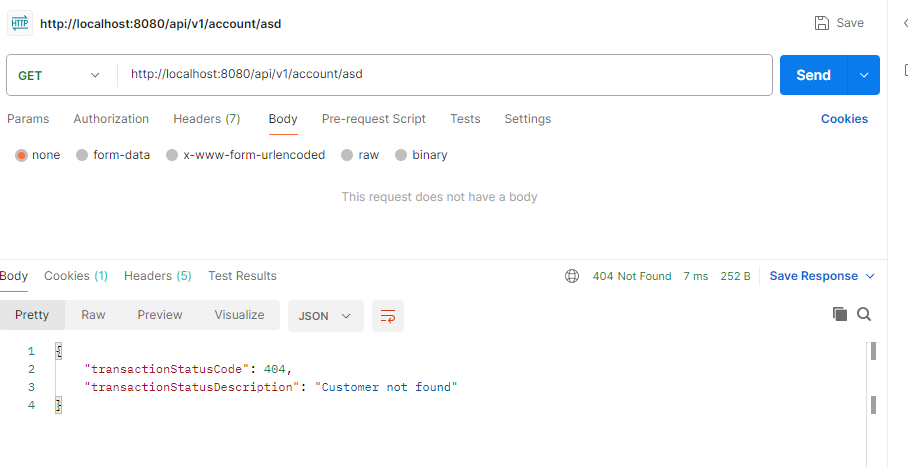 HTTP http://localhost:8080/api/v1/account/asd Save
GET http://localhost:8080/api/v1/account/asd Send
Params Authorization Headers (7) Body Pre-request Script Tests Settings Cookies
none form-data x-www-form-urlencoded raw binary
This request does not have a body
Body Cookies (1) Headers (5) Test Results 404 Not Found 7 ms 252 B Save Response
Pretty Raw Preview Visualize JSON
1 {
2 "transactionStatusCode": 404,
3 "transactionStatusDescription": "Customer not found"
4 }